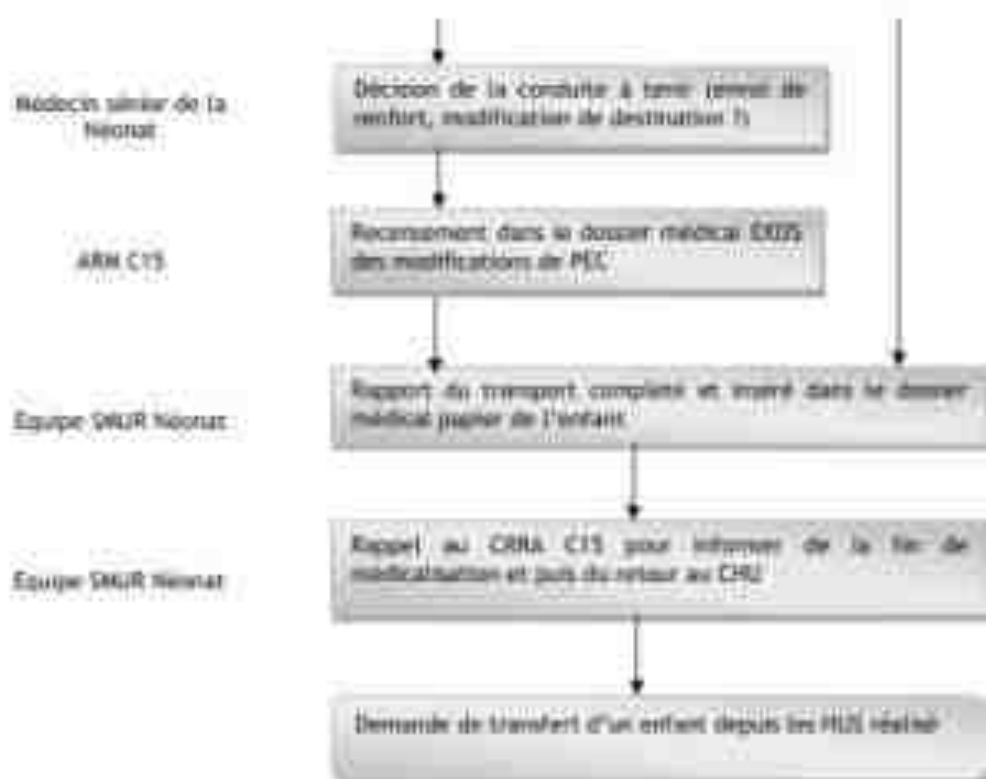 Médecin sénior de la
Néonat
Décision de la conduite à tenir (envoi de
renfort, modification de destination ?)
ARM C15
Recensement dans le dossier médical EXOS
des modifications de PEC
Equipe SMUR Néonat
Rapport du transport complété et inséré dans le dossier
médical papier de l'enfant
Equipe SMUR Néonat
Rappel au CRRA C15 pour informer de la fin de
médicalisation et puis du retour au CHU
Demande de transfert d'un enfant depuis les HUS réalisé